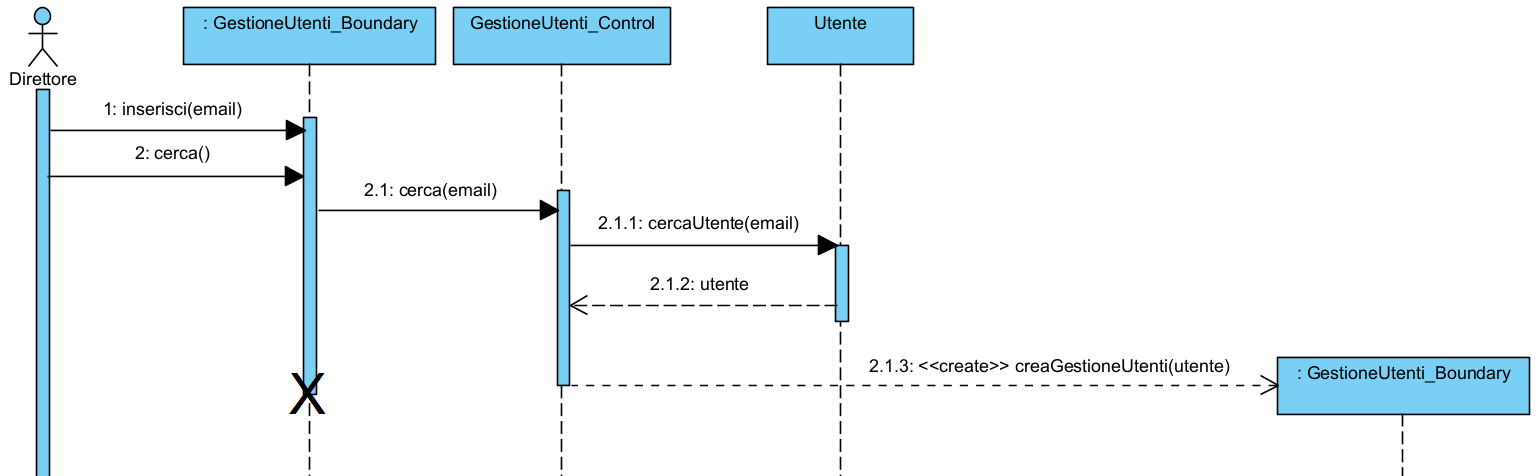 : GestioneUtenti_Boundary
GestioneUtenti_Control
Utente
Direttore
1: inserisci(email)
2: cerca()
2.1: cerca(email)
2.1.1: cercaUtente(email)
2.1.2: utente
2.1.3: <<create>> creaGestioneUtenti(utente)
: GestioneUtenti_Boundary